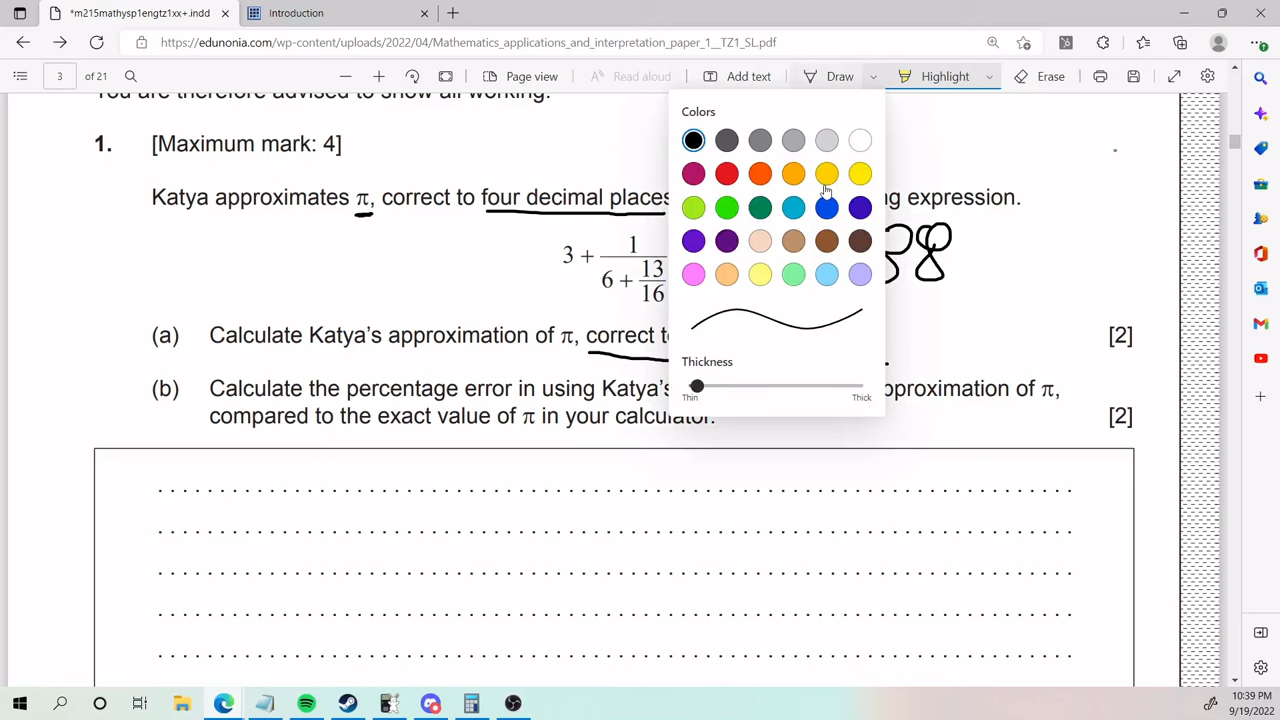 *m215mathysp1engtz1xx+.indd
Introduction
https://edunonia.com/wp-content/uploads/2022/04/Mathematics_applications_and_interpretation_paper_1__TZ1_SL.pdf
3 of 21
Page view
Read aloud
Add text
Draw
Highlight
Erase
You are therefore advised to show all working.
1. [Maximum mark: 4]
Katya approximates π, correct to four decimal places
ng expression.
3 + 1
6 + 13
16
38
(a) Calculate Katya's approximation of π, correct to
[2]
(b) Calculate the percentage error in using Katya's
approximation of π,
compared to the exact value of π in your calculator.
[2]
Colors
Thickness
Thin
Thick
10:39 PM
9/19/2022